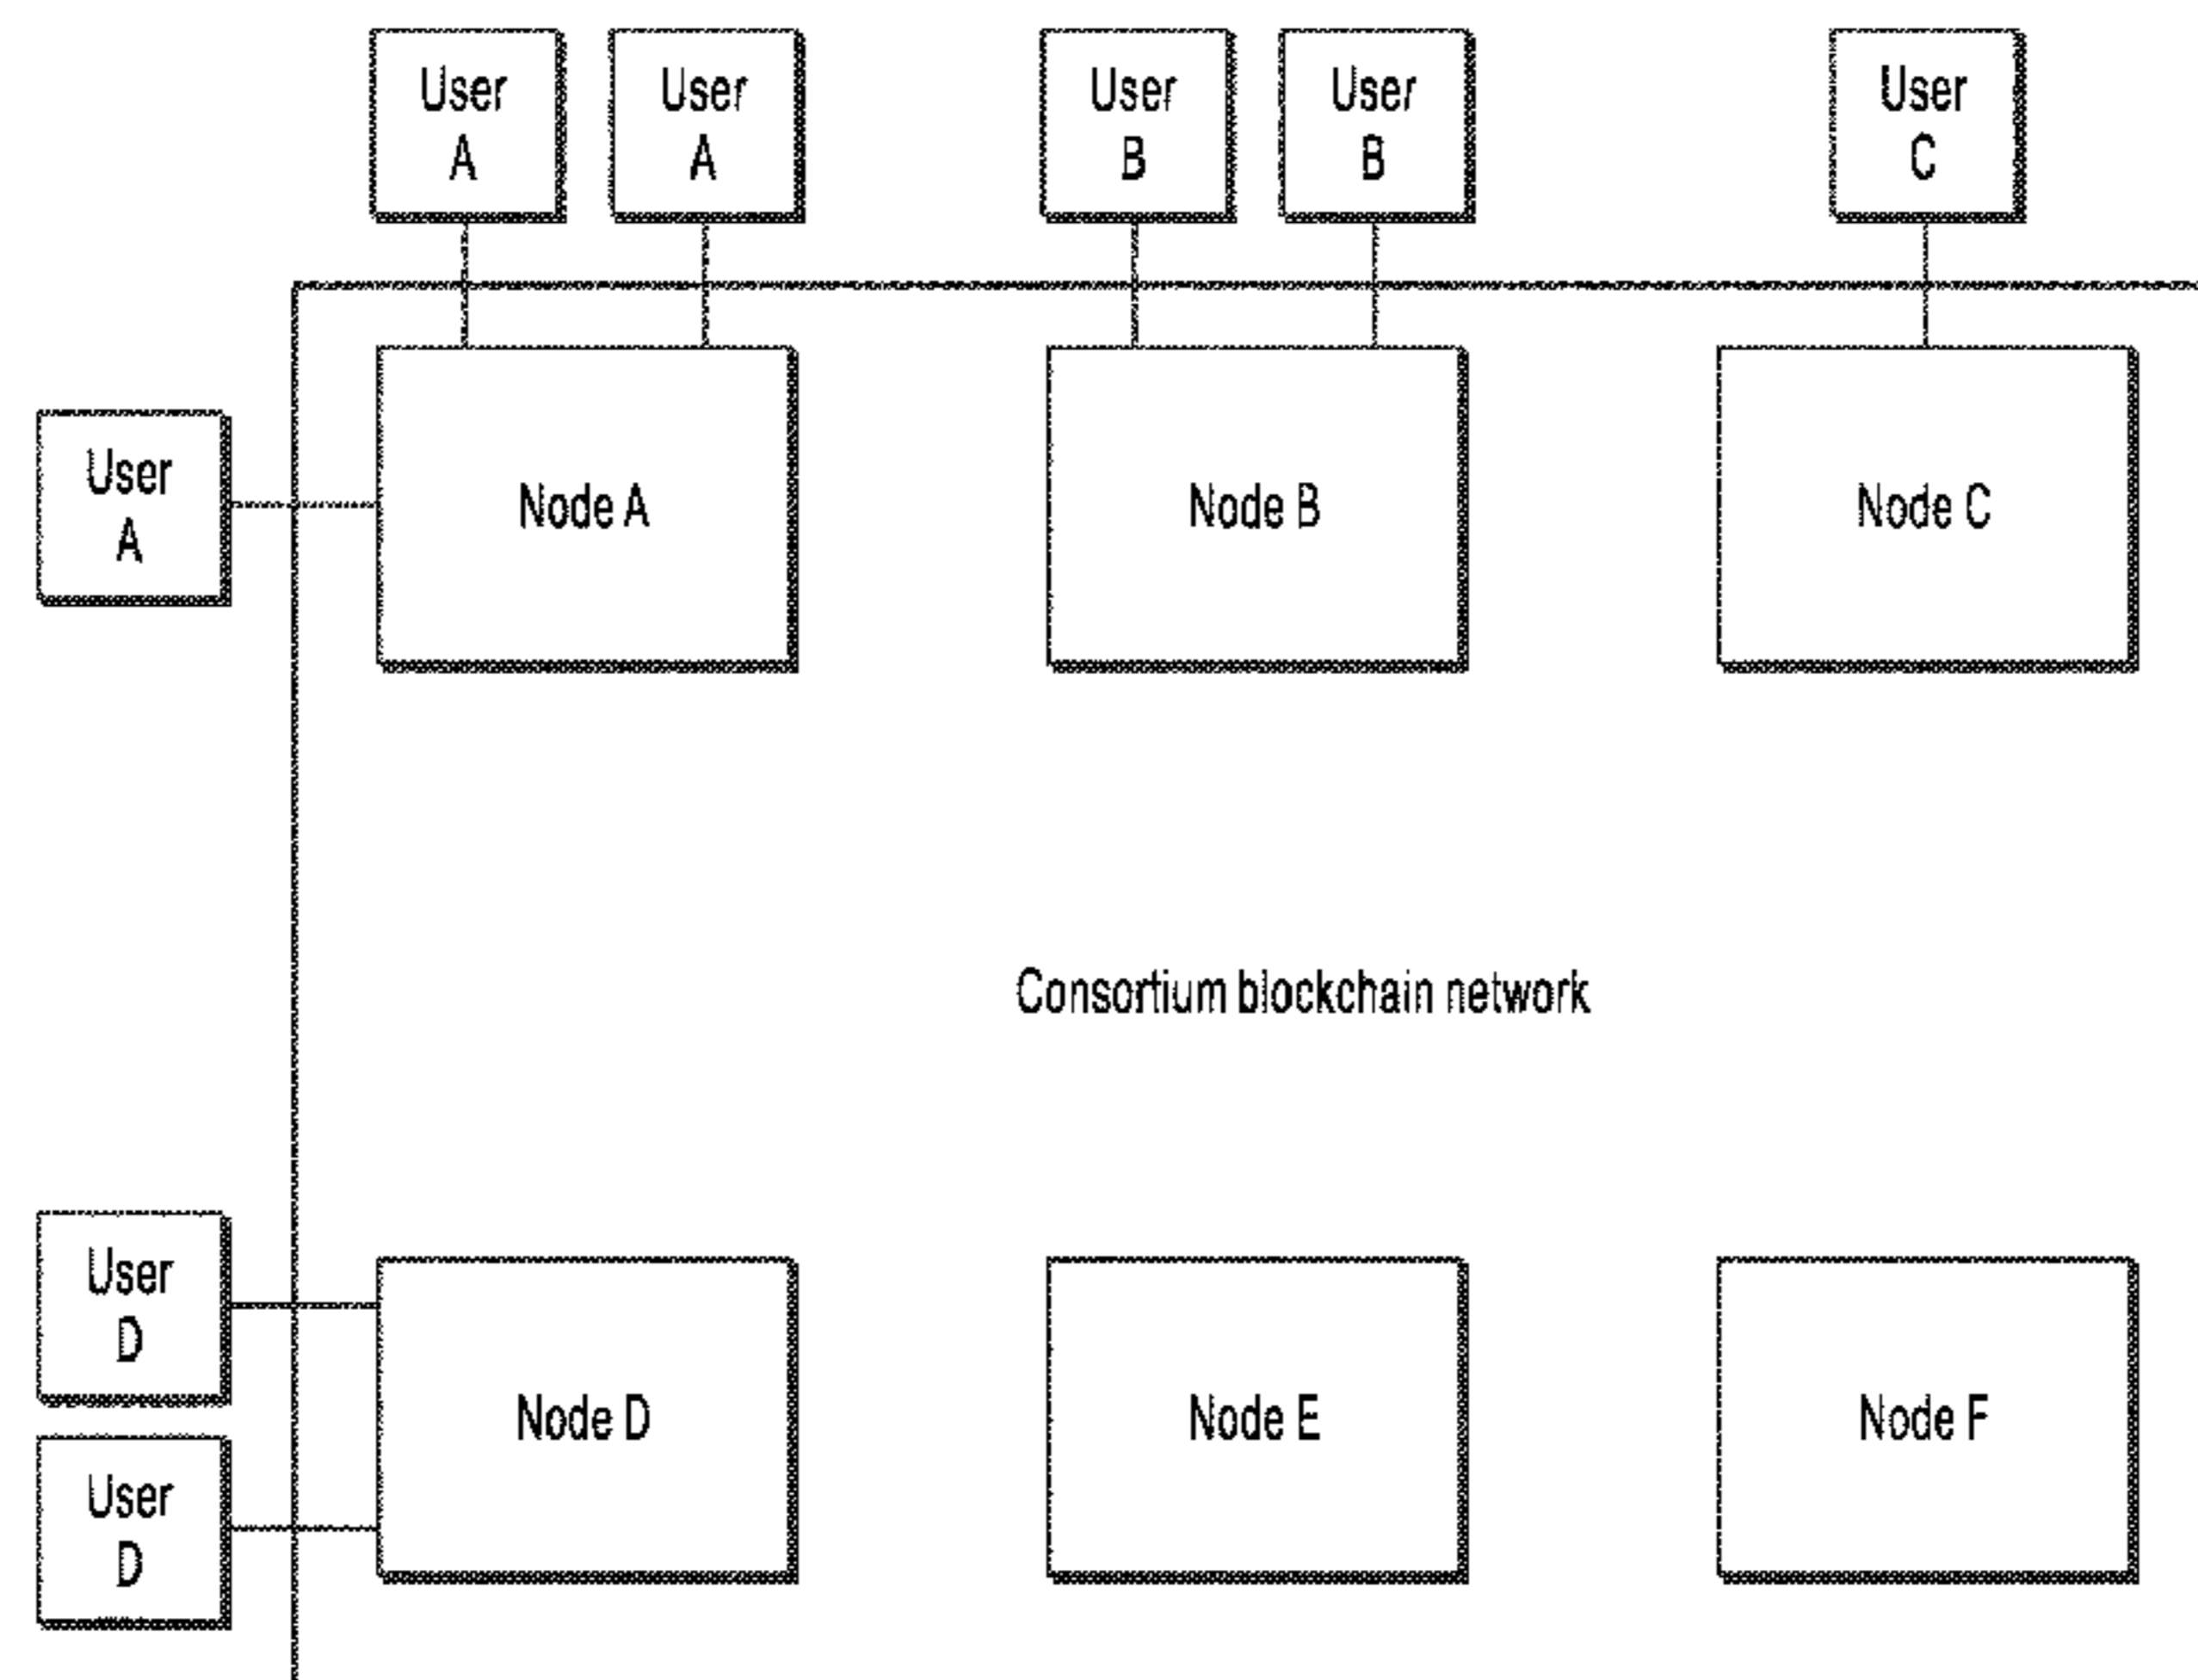 User
A
User
A
User
B
User
B
User
C
User
A
Node A
Node B
Node C
Consortium blockchain network
User
D
Node D
Node E
Node F
User
D